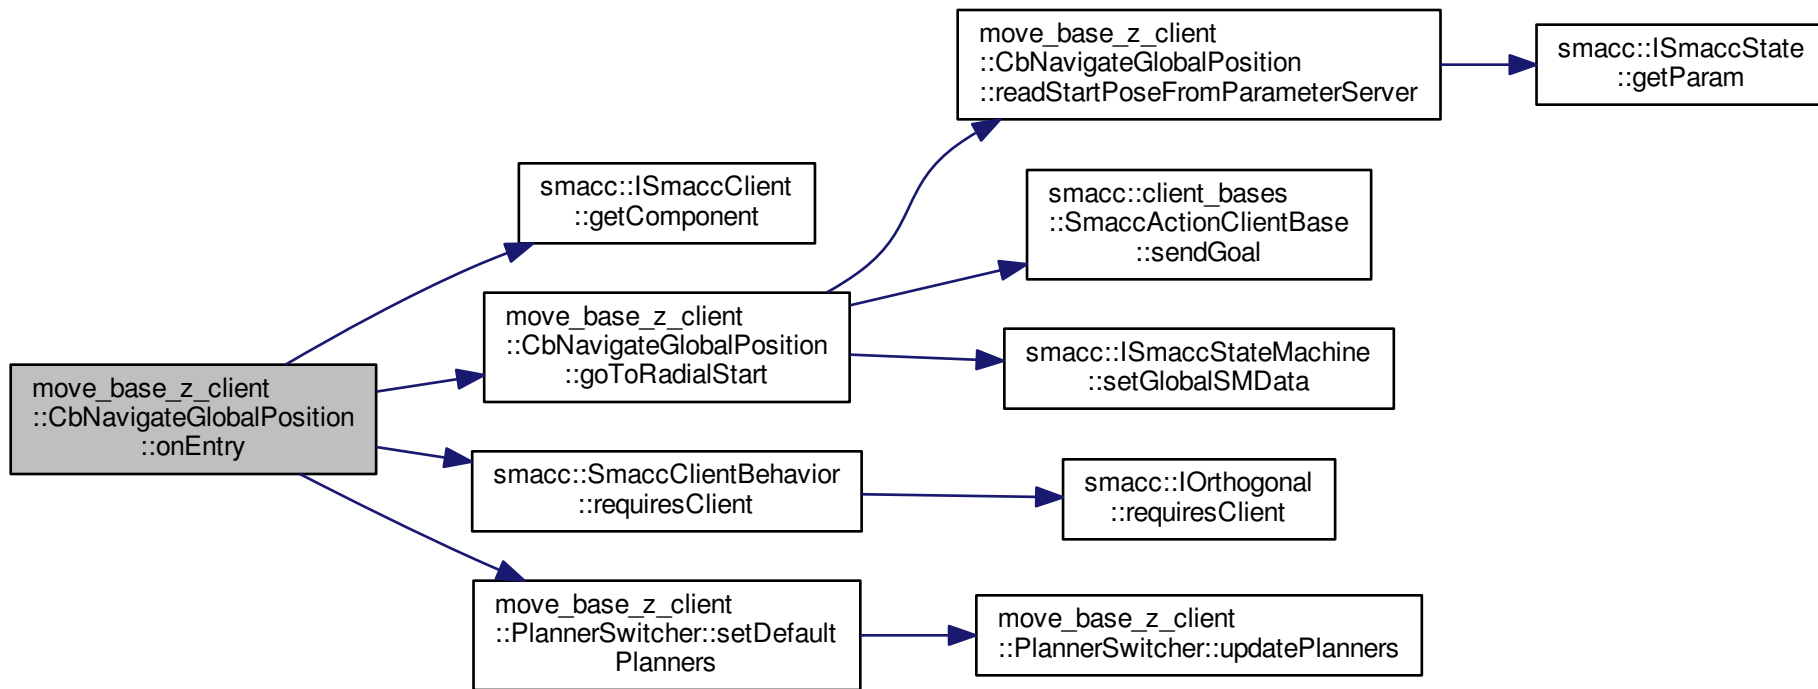 move_base_z_client
::CbNavigateGlobalPosition
::onEntry
smacc::ISmaccClient
::getComponent
move_base_z_client
::CbNavigateGlobalPosition
::goToRadialStart
smacc::SmaccClientBehavior
::requiresClient
move_base_z_client
::PlannerSwitcher::setDefault
Planners
move_base_z_client
::CbNavigateGlobalPosition
::readStartPoseFromParameterServer
smacc::client_bases
::SmaccActionClientBase
::sendGoal
smacc::ISmaccStateMachine
::setGlobalSMData
smacc::IOrthogonal
::requiresClient
move_base_z_client
::PlannerSwitcher::updatePlanners
smacc::ISmaccState
::getParam